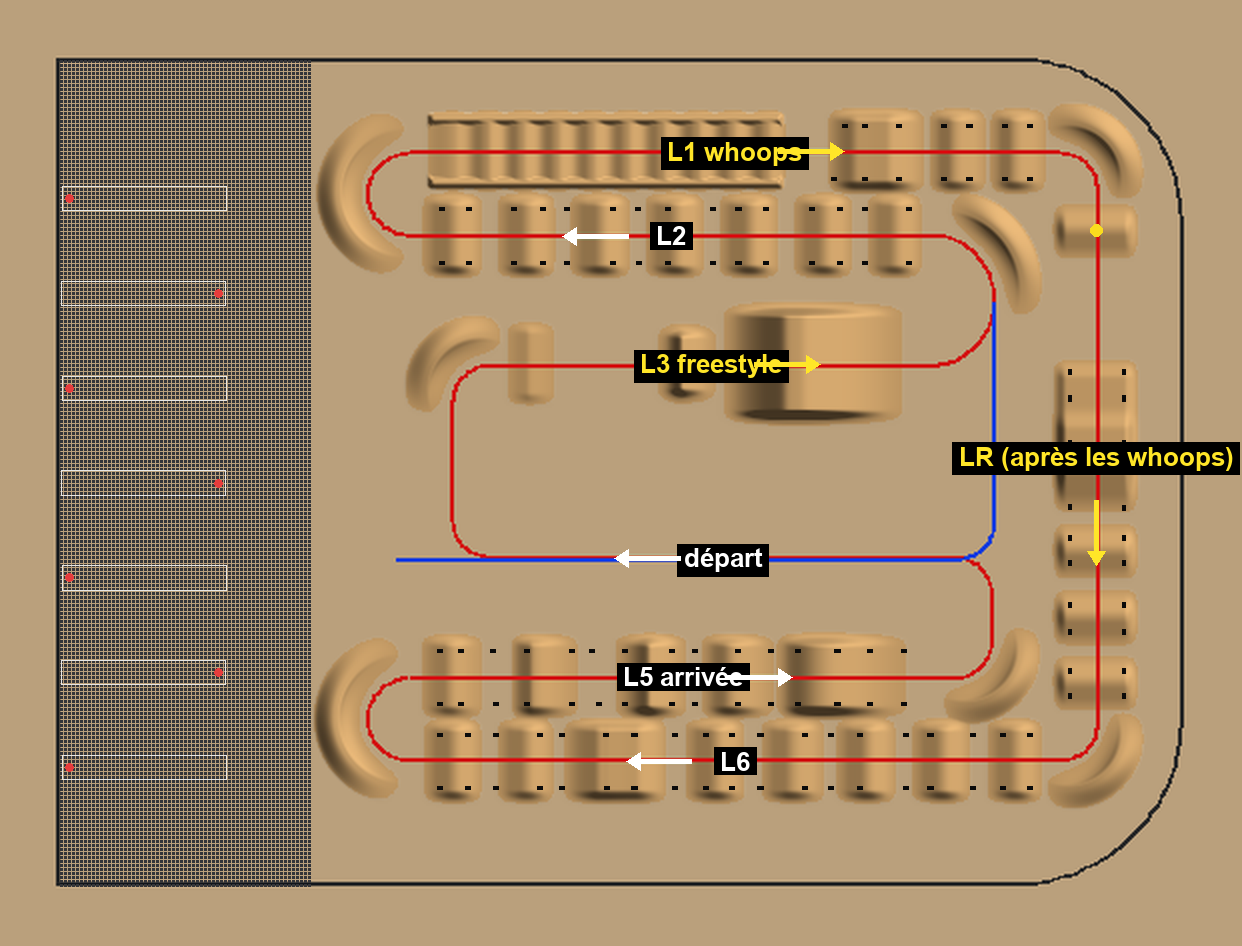 L1 whoops
L2
L3 freestyle
LR (après les whoops)
départ
L5 arrivée
L6